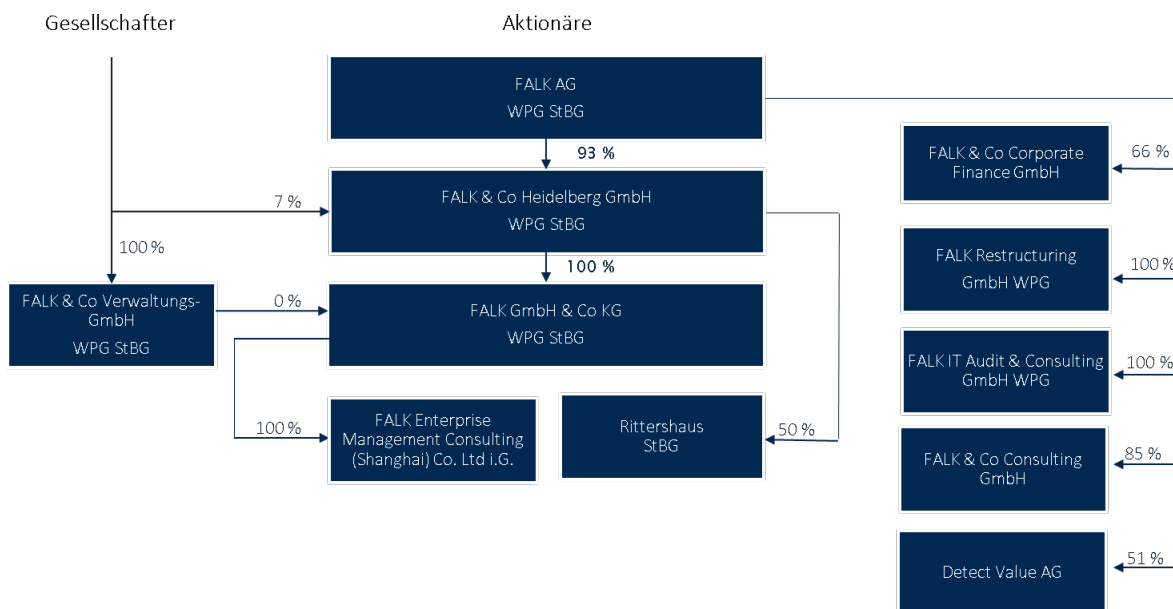 Gesellschafter
Aktionäre
FALK AG
WPG StBG
93 %
7 %
FALK & Co Heidelberg GmbH
WPG StBG
100 %
100 %
FALK & Co Verwaltungs-
GmbH
WPG StBG
0 %
FALK GmbH & Co KG
WPG StBG
100 %
FALK Enterprise
Management Consulting
(Shanghai) Co. Ltd i.G.
Rittershaus
StBG
50 %
FALK & Co Corporate
Finance GmbH
66 %
FALK Restructuring
GmbH WPG
100 %
FALK IT Audit & Consulting
GmbH WPG
100 %
FALK & Co Consulting
GmbH
85 %
Detect Value AG
51 %